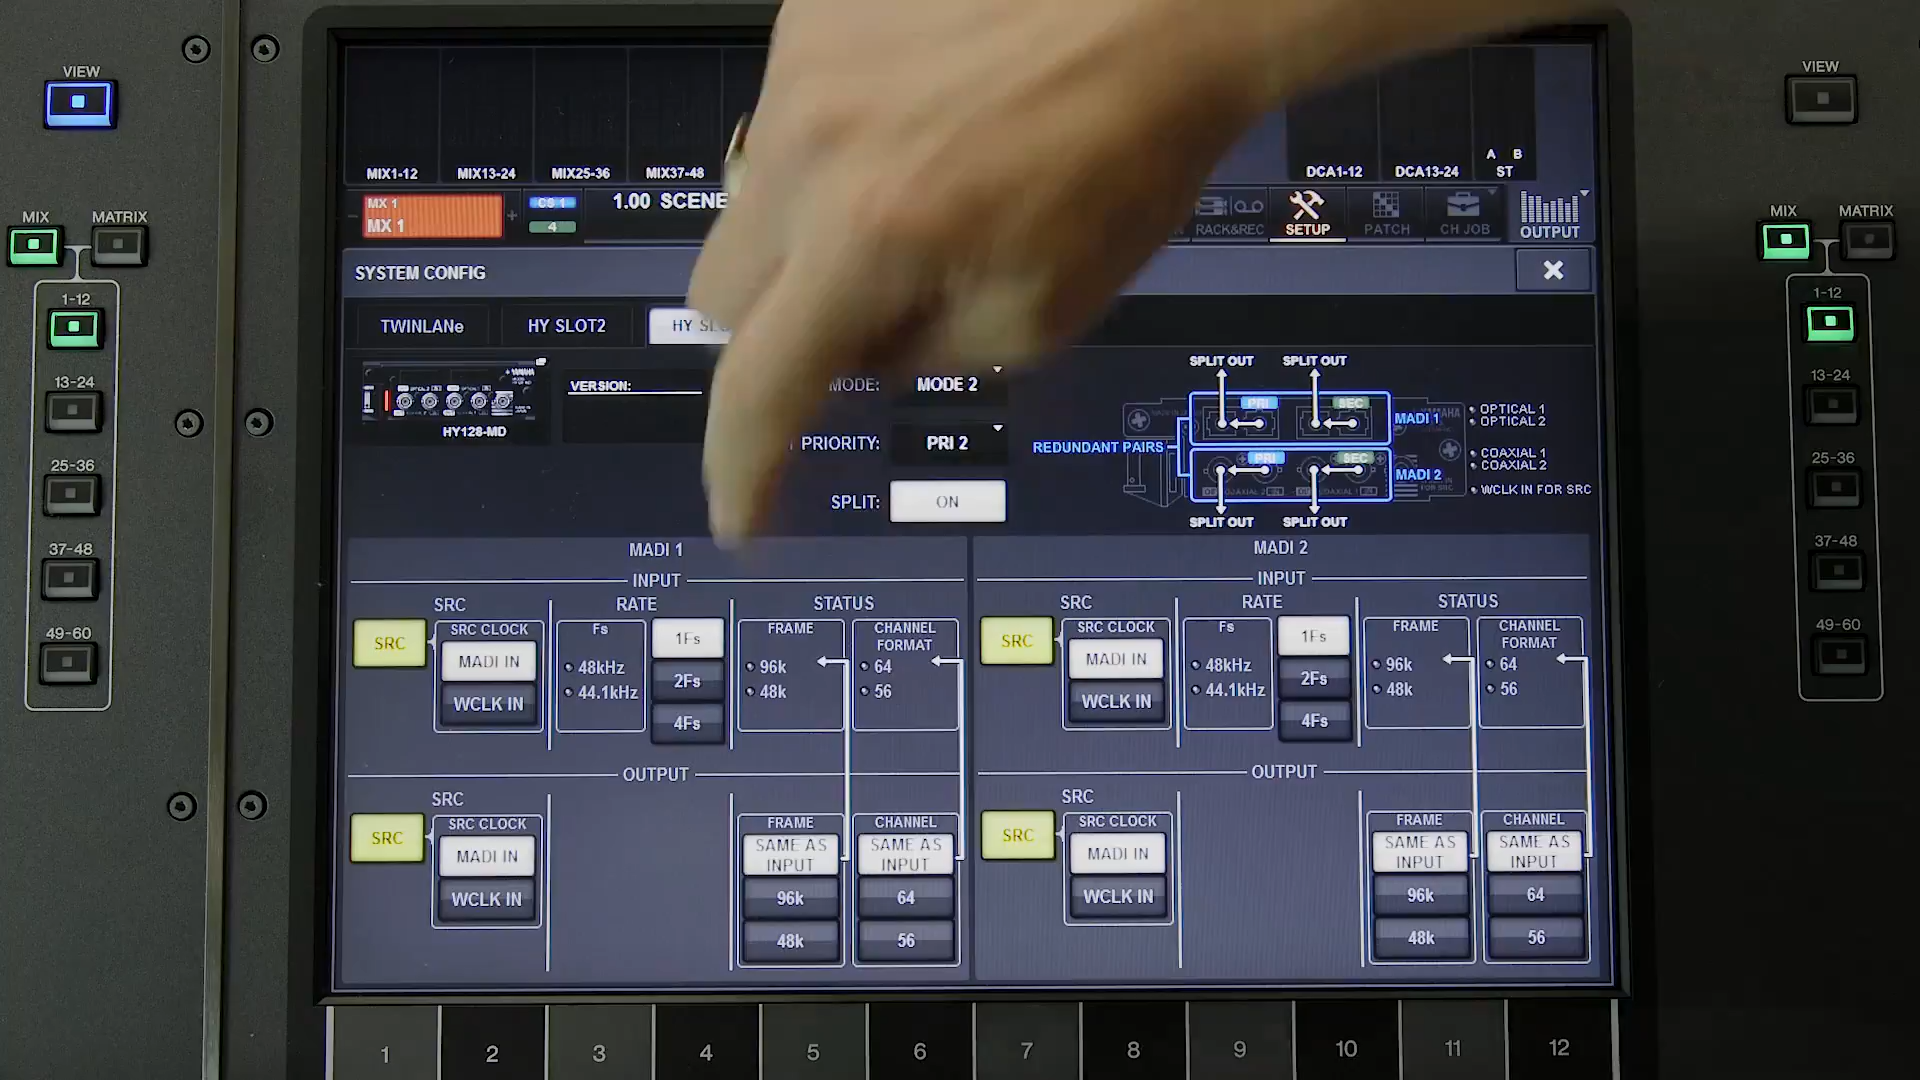 VIEW
MIX
MATRIX
1-12
13-24
25-36
37-48
49-60
MIX1-12
MIX13-24
MIX25-36
MIX37-48
DCA1-12
DCA13-24
A B
ST
MX 1
MX 1
CS 1
4
1.00 SCENE
RACK&REC
SETUP
PATCH
CH JOB
OUTPUT
SYSTEM CONFIG
TWINLANe
HY SLOT2
HY
HY128-MD
VERSION:
MODE:
MODE 2
PRIORITY:
PRI 2
SPLIT:
ON
SPLIT OUT
SPLIT OUT
PRI
SEC
MADI 1
REDUNDANT PAIRS
PRI
SEC
MADI 2
SPLIT OUT
SPLIT OUT
OPTICAL 1
OPTICAL 2
COAXIAL 1
COAXIAL 2
WCLK IN FOR SRC
MADI 1
INPUT
SRC
RATE
STATUS
SRC
SRC CLOCK
MADI IN
WCLK IN
Fs
48kHz
44.1kHz
1Fs
2Fs
4Fs
FRAME
96k
48k
CHANNEL
FORMAT
64
56
OUTPUT
SRC
SRC
SRC CLOCK
MADI IN
WCLK IN
FRAME
SAME AS
INPUT
96k
48k
CHANNEL
SAME AS
INPUT
64
56
MADI 2
INPUT
SRC
RATE
STATUS
SRC
SRC CLOCK
MADI IN
WCLK IN
Fs
48kHz
44.1kHz
1Fs
2Fs
4Fs
FRAME
96k
48k
CHANNEL
FORMAT
64
56
OUTPUT
SRC
SRC
SRC CLOCK
MADI IN
WCLK IN
FRAME
SAME AS
INPUT
96k
48k
CHANNEL
SAME AS
INPUT
64
56
VIEW
MIX
MATRIX
1-12
13-24
25-36
37-48
49-60
1 2 3 4 5 6 7 8 9 10 11 12